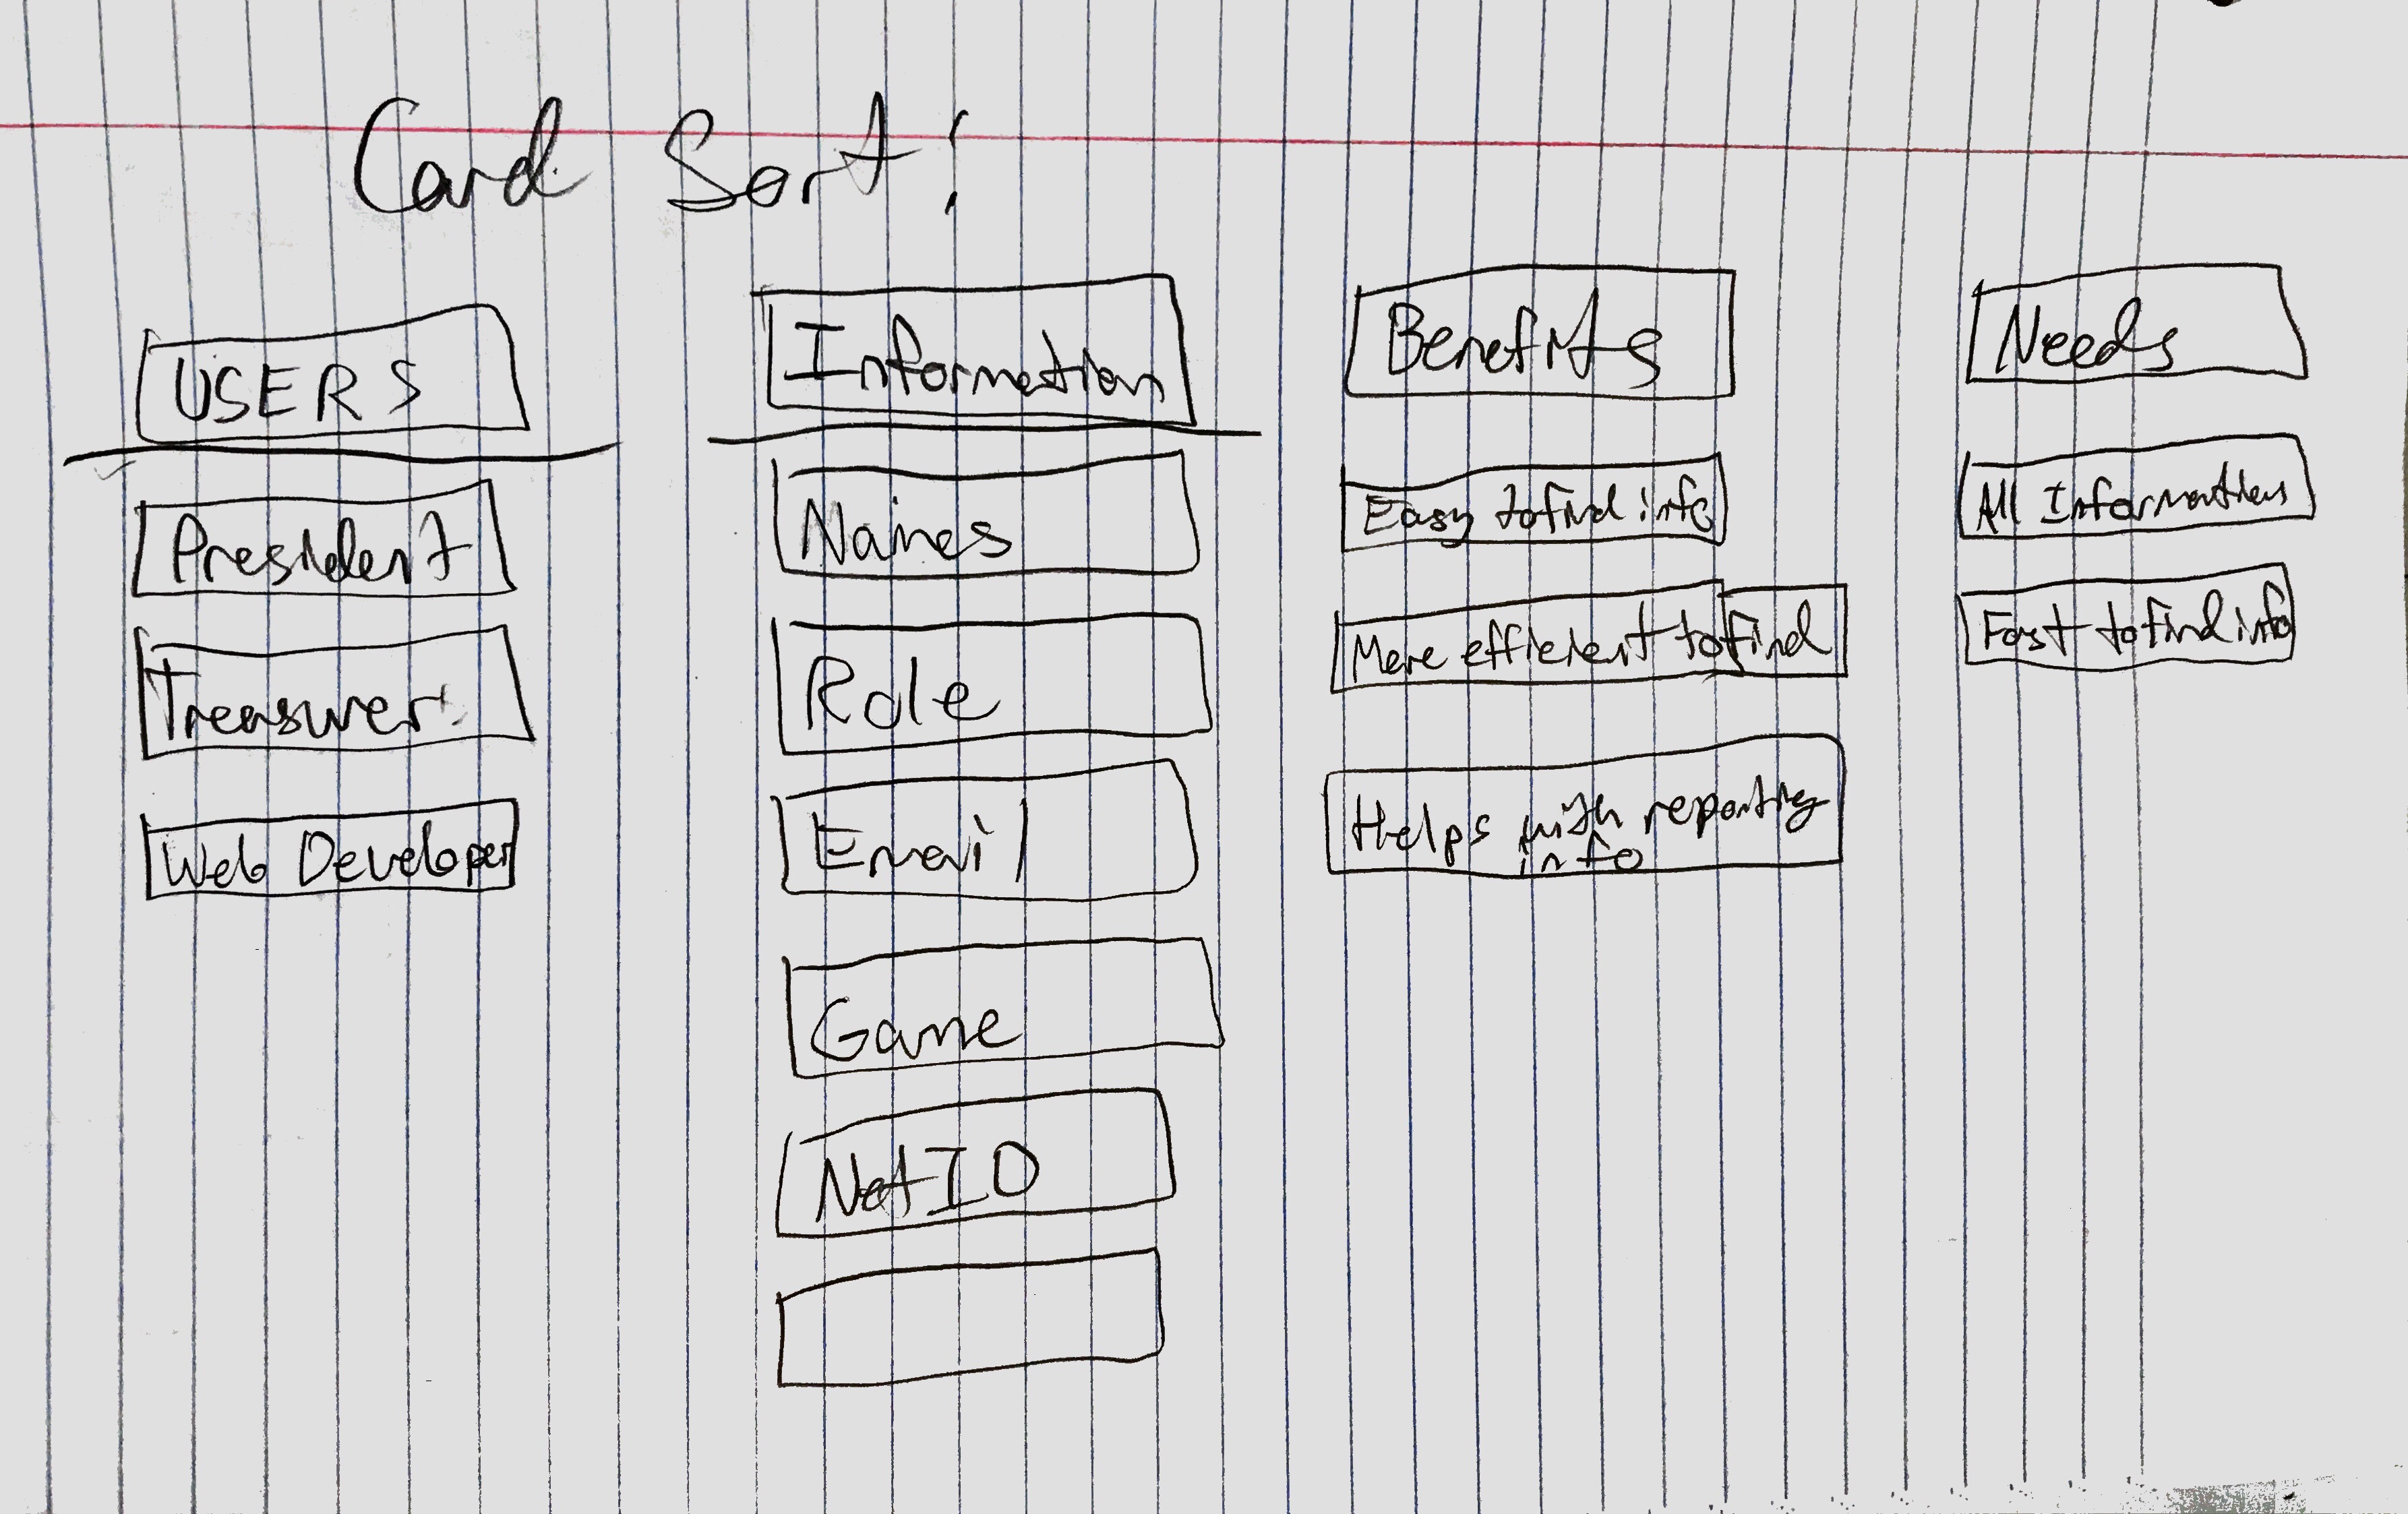 Card Sort:
USERS
President
Treasurer
Web Developer
Information
Names
Role
Email
Game
NetID
Benefits
Easy to find info
More efficient to find
Helps with reporting
info
Needs
All Information
Fast to find info